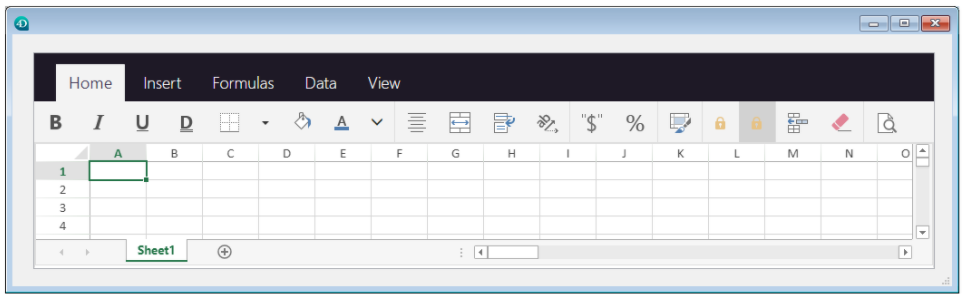 4D
Home Insert Formulas Data View
B I U D A "$" %
A B C D E F G H I J K L M N O
1
2
3
4
Sheet1